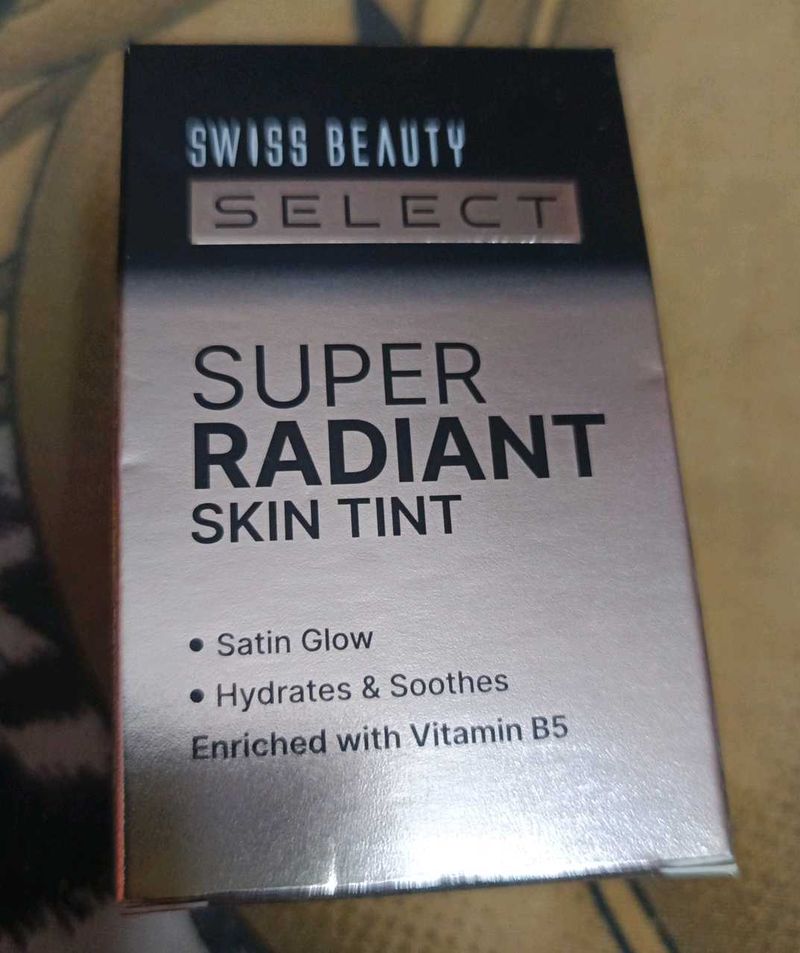 SWISS BEAUTY
SELECT
SUPER
RADIANT
SKIN TINT
• Satin Glow
• Hydrates & Soothes
Enriched with Vitamin B5